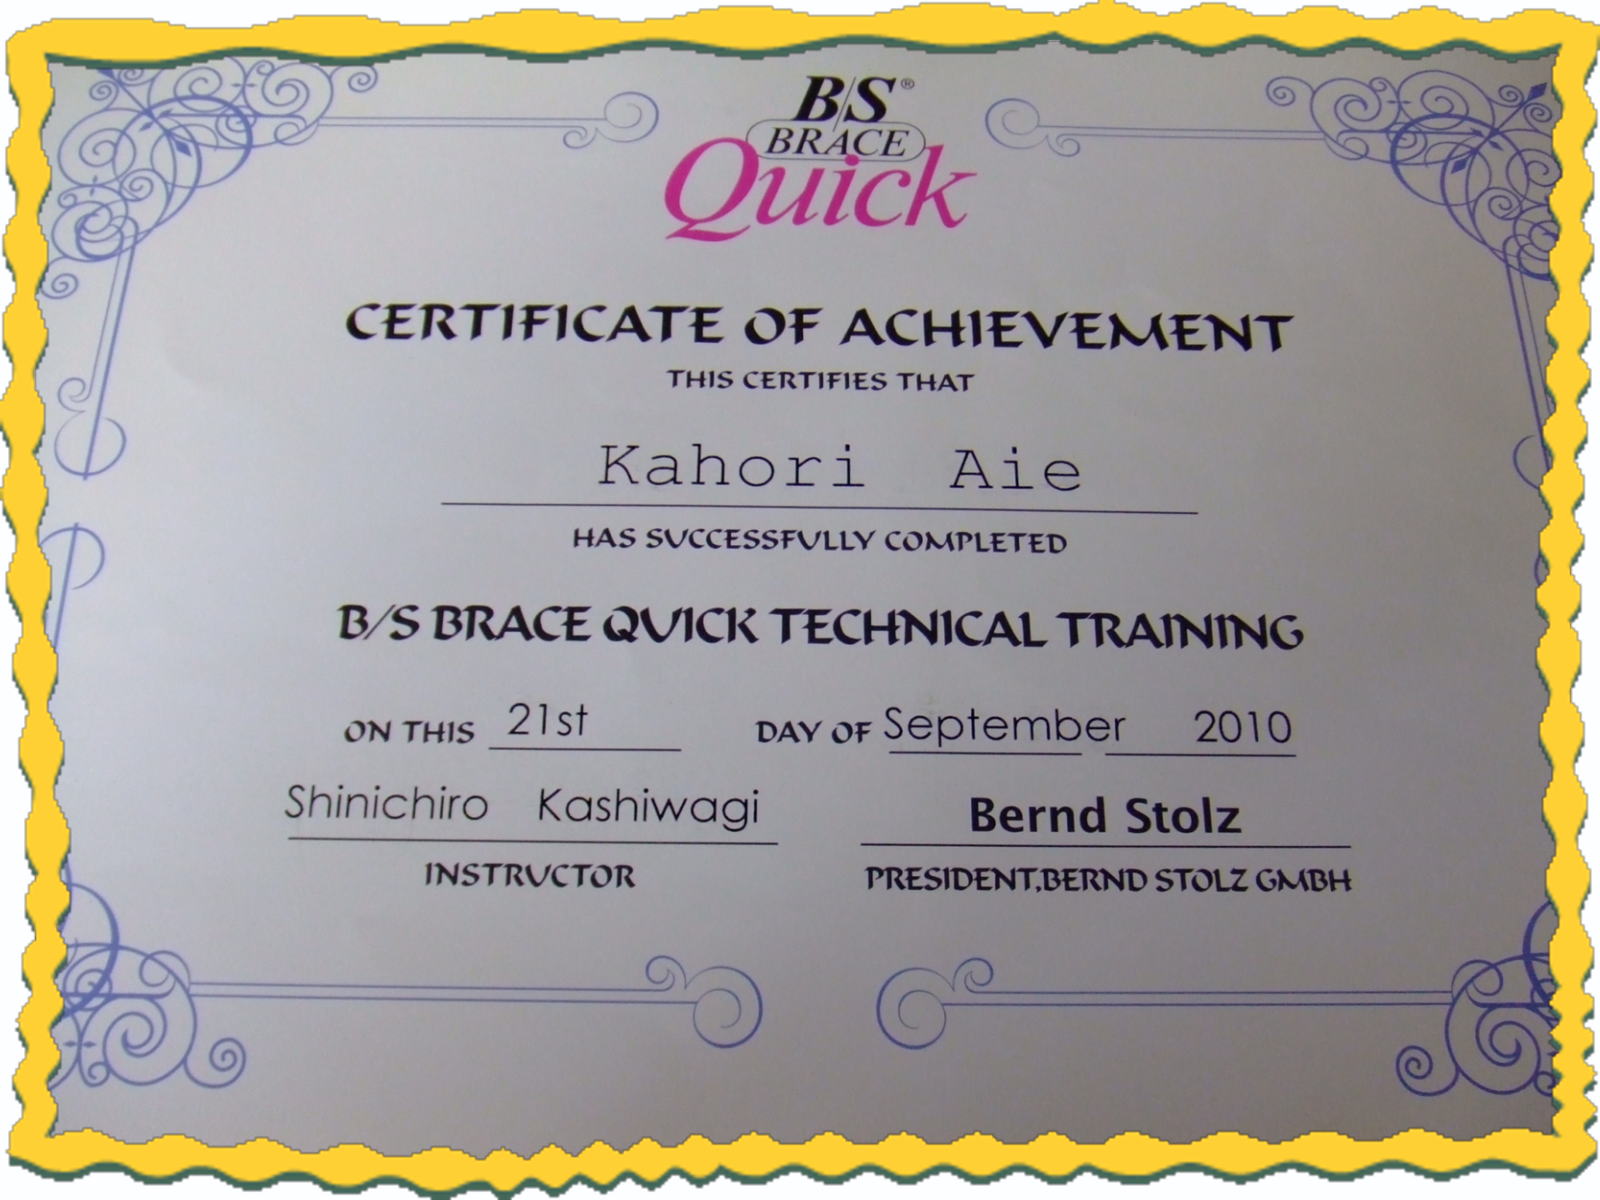 B/S®
BRACE
Quick
CERTIFICATE OF ACHIEVEMENT
THIS CERTIFIES THAT
Kahori Aie
HAS SUCCESSFULLY COMPLETED
B/S BRACE QUICK TECHNICAL TRAINING
ON THIS 21st DAY OF September 2010
Shinichiro Kashiwagi Bernd Stolz
INSTRUCTOR PRESIDENT,BERND STOLZ GMBH